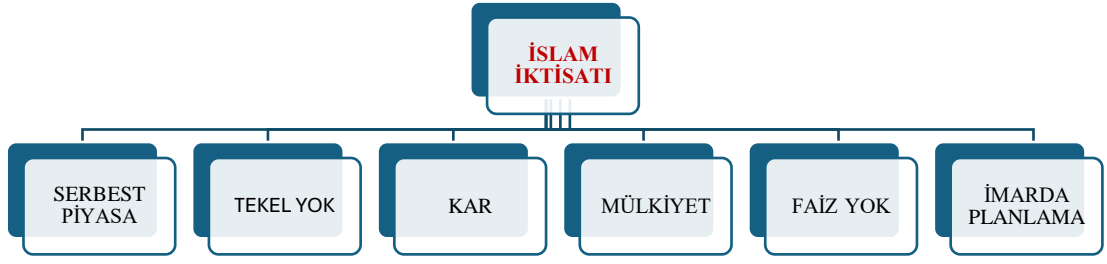 İSLAM
İKTİSATI
SERBEST
PİYASA
TEKEL YOK
KAR
MÜLKİYET
FAİZ YOK
İMARDA
PLANLAMA